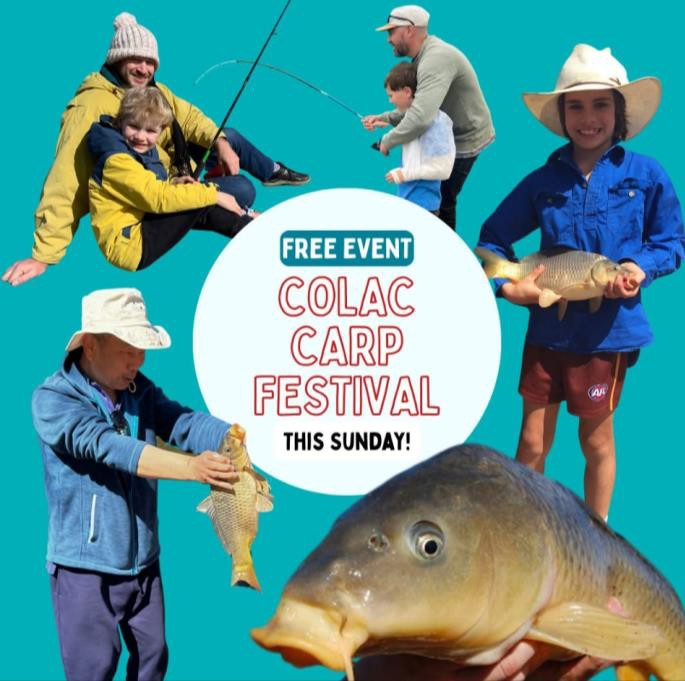 FREE EVENT
COLAC
CARP
FESTIVAL
THIS SUNDAY!